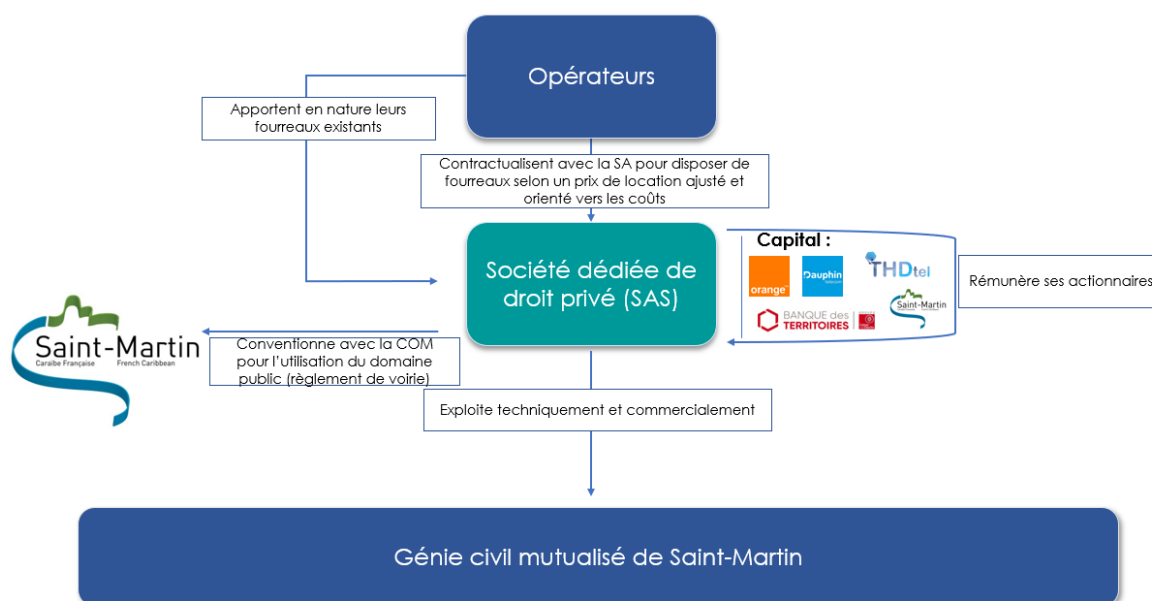 Opérateurs
Apportent en nature leurs
fourreaux existants
Contractualisent avec la SA pour disposer de
fourreaux selon un prix de location ajusté et
orienté vers les coûts
Société dédiée de
droit privé (SAS)
Capital :
orange
Dauphin
telecom
THDtel
BANQUE des
TERRITOIRES
Saint-Martin
Rémunère ses actionnaires
Saint-Martin
Caraïbe Française French Caribbean
Conventionne avec la COM
pour l’utilisation du domaine
public (règlement de voirie)
Exploite techniquement et commercialement
Génie civil mutualisé de Saint-Martin